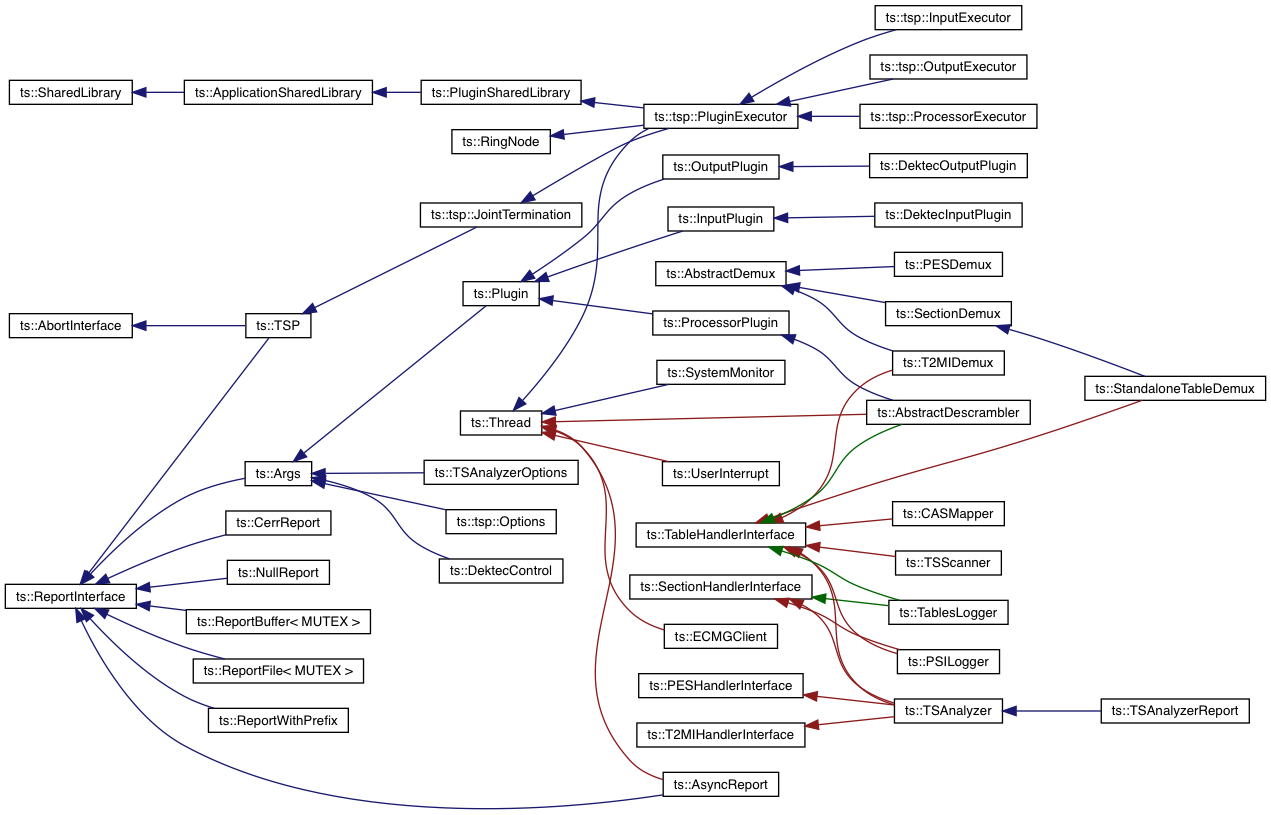 ts::tsp::InputExecutor
ts::tsp::OutputExecutor
ts::SharedLibrary
ts::ApplicationSharedLibrary
ts::PluginSharedLibrary
ts::tsp::PluginExecutor
ts::tsp::ProcessorExecutor
ts::RingNode
ts::OutputPlugin
ts::DektecOutputPlugin
ts::tsp::JointTermination
ts::InputPlugin
ts::DektecInputPlugin
ts::AbstractDemux
ts::PESDemux
ts::Plugin
ts::SectionDemux
ts::AbortInterface
ts::TSP
ts::ProcessorPlugin
ts::T2MIDemux
ts::SystemMonitor
ts::StandaloneTableDemux
ts::Thread
ts::AbstractDescrambler
ts::Args
ts::TSAnalyzerOptions
ts::UserInterrupt
ts::CerrReport
ts::tsp::Options
ts::TableHandlerInterface
ts::CASMapper
ts::TSScanner
ts::NullReport
ts::DektecControl
ts::SectionHandlerInterface
ts::ReportInterface
ts::ReportBuffer< MUTEX >
ts::TablesLogger
ts::ECMGClient
ts::ReportFile< MUTEX >
ts::PSILogger
ts::PESHandlerInterface
ts::ReportWithPrefix
ts::T2MIHandlerInterface
ts::TSAnalyzer
ts::TSAnalyzerReport
ts::AsyncReport